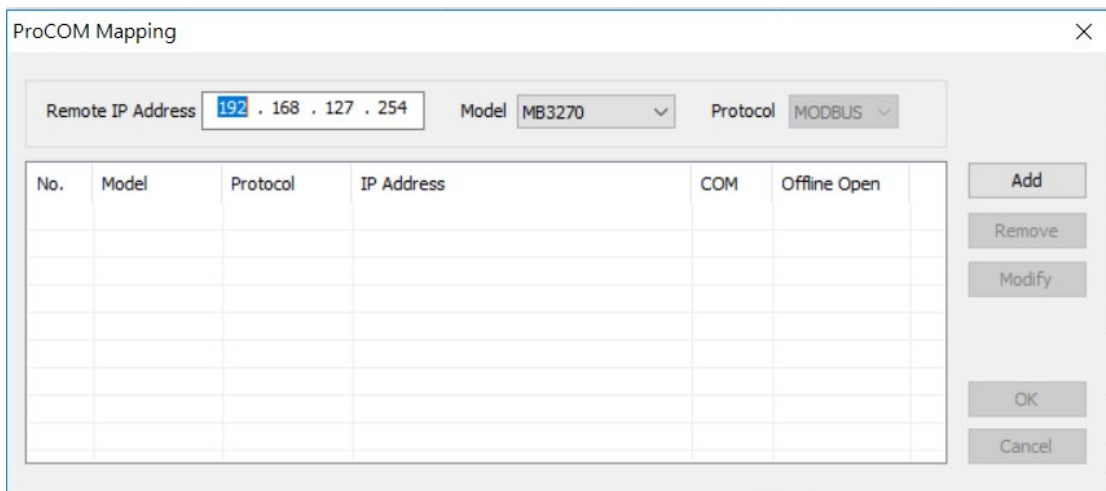 ProCOM Mapping
Remote IP Address 192 . 168 . 127 . 254 Model MB3270 Protocol MODBUS
No. Model Protocol IP Address COM Offline Open
Add
Remove
Modify
OK
Cancel